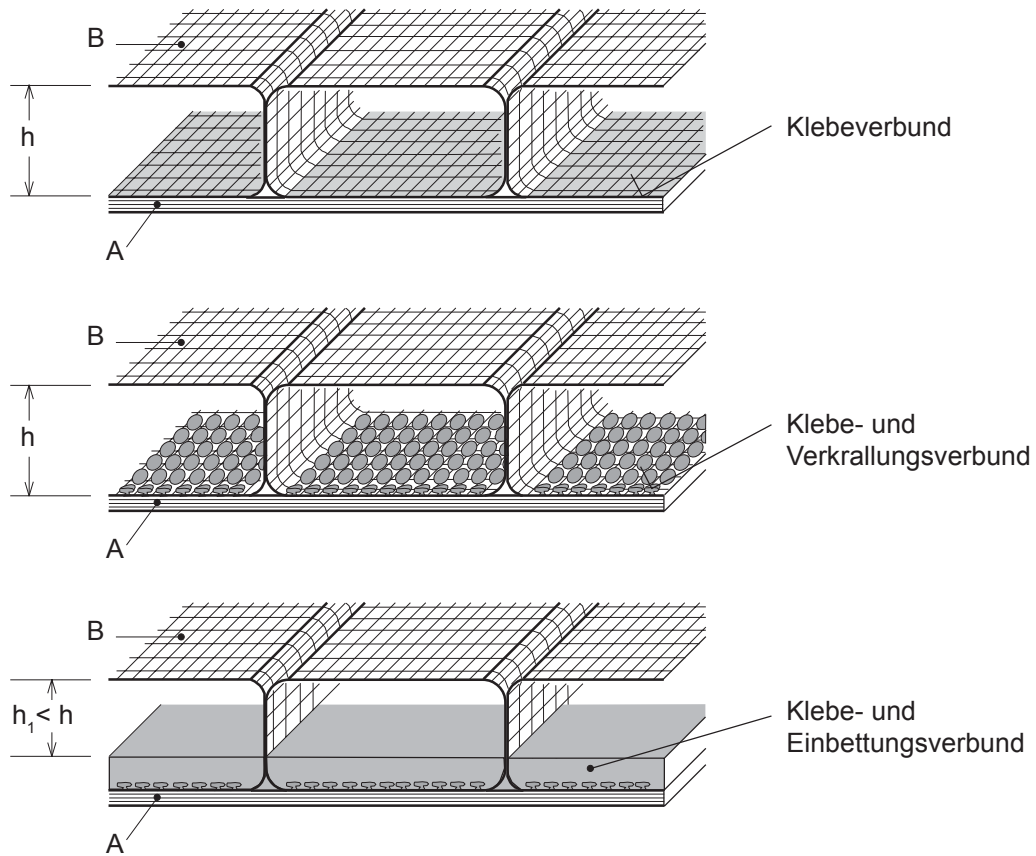 B
h
Klebeverbund
A
B
h
Klebe- und
Verkrallungsverbund
A
B
h₁< h
Klebe- und
Einbettungsverbund
A